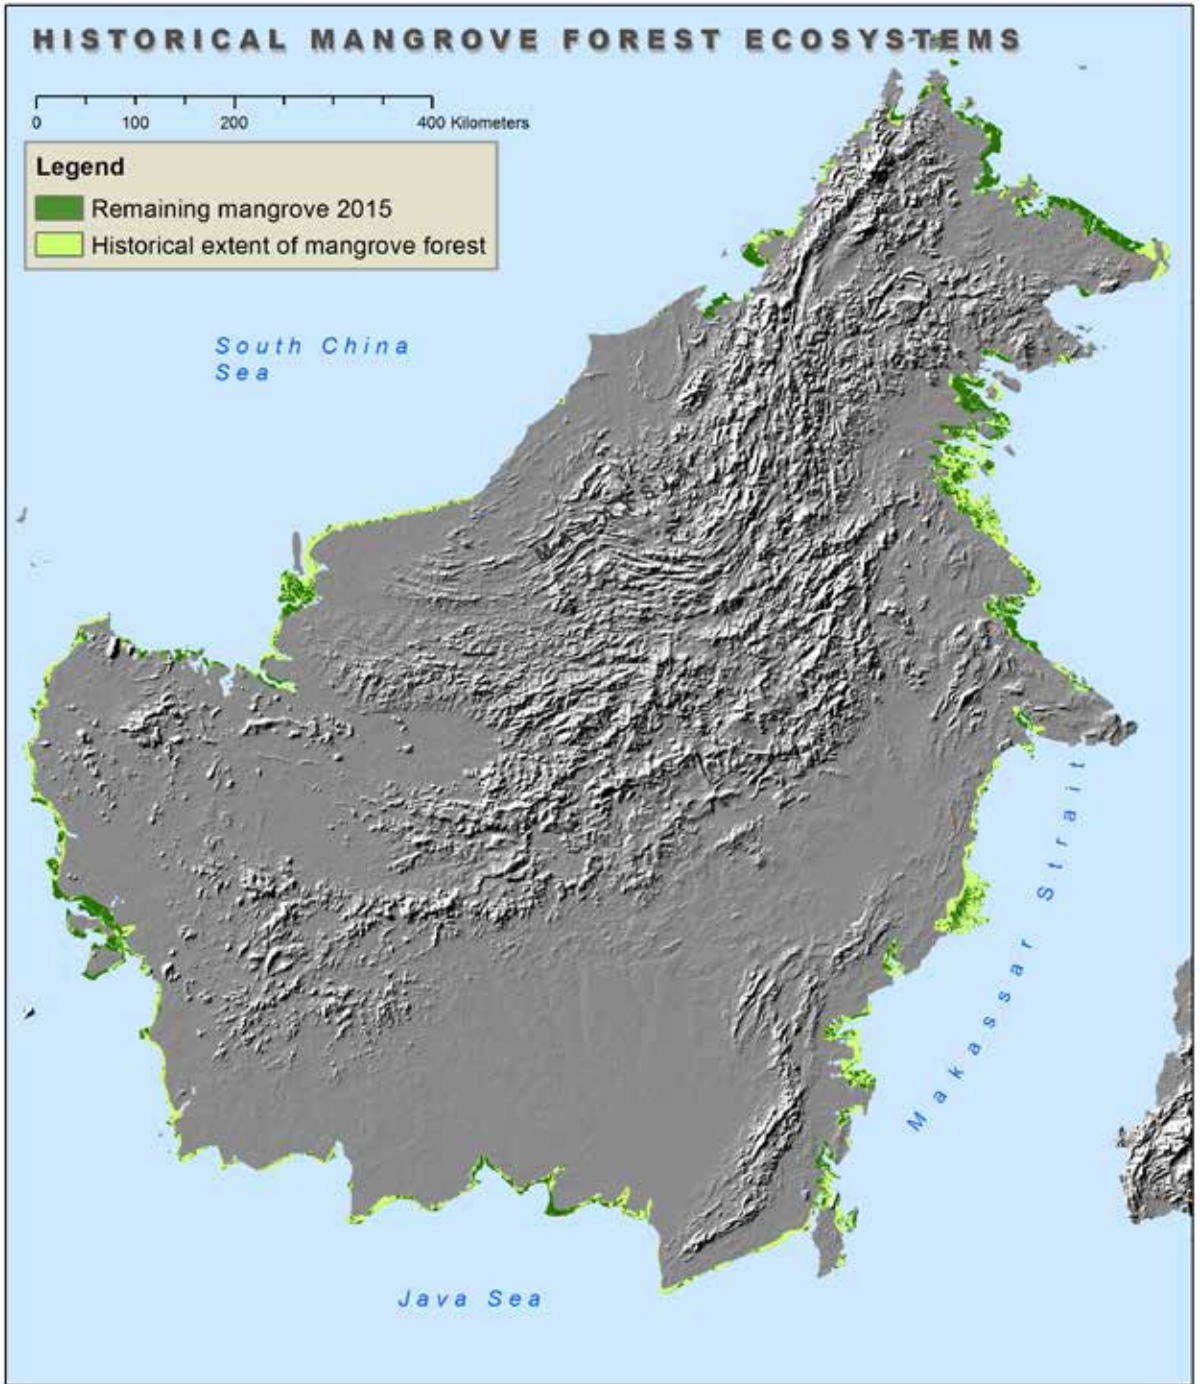 HISTORICAL MANGROVE FOREST ECOSYSTEMS
0 100 200 400 Kilometers
Legend
Remaining mangrove 2015
Historical extent of mangrove forest
South China
Sea
Makassar Strait
Java Sea